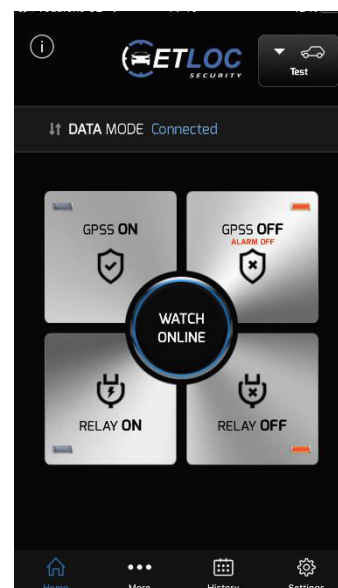 i
ETLOC
SECURITY
Test
DATA MODE Connected
GPSS ON
GPSS OFF
ALARM OFF
WATCH
ONLINE
RELAY ON
RELAY OFF
Home
More
History
Settings